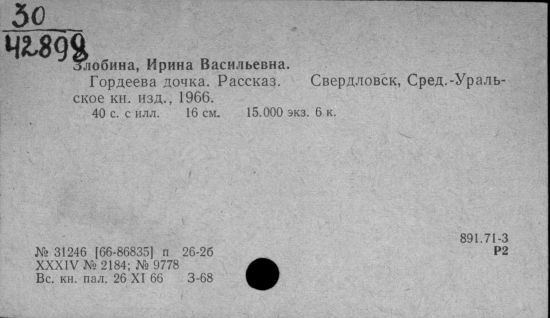 30
42898
Злобина, Ирина Васильевна.
Гордеева дочка. Рассказ. Свердловск, Сред.-Ураль-
ское кн. изд., 1966.
40 с. с илл. 16 см. 15.000 экз. 6 к.
891.71-3
Р2
№ 31246 [66-86835] п 26-2б
XXXIV № 2184; № 9778
Вс. кн. пал. 26 XI 66 З-68